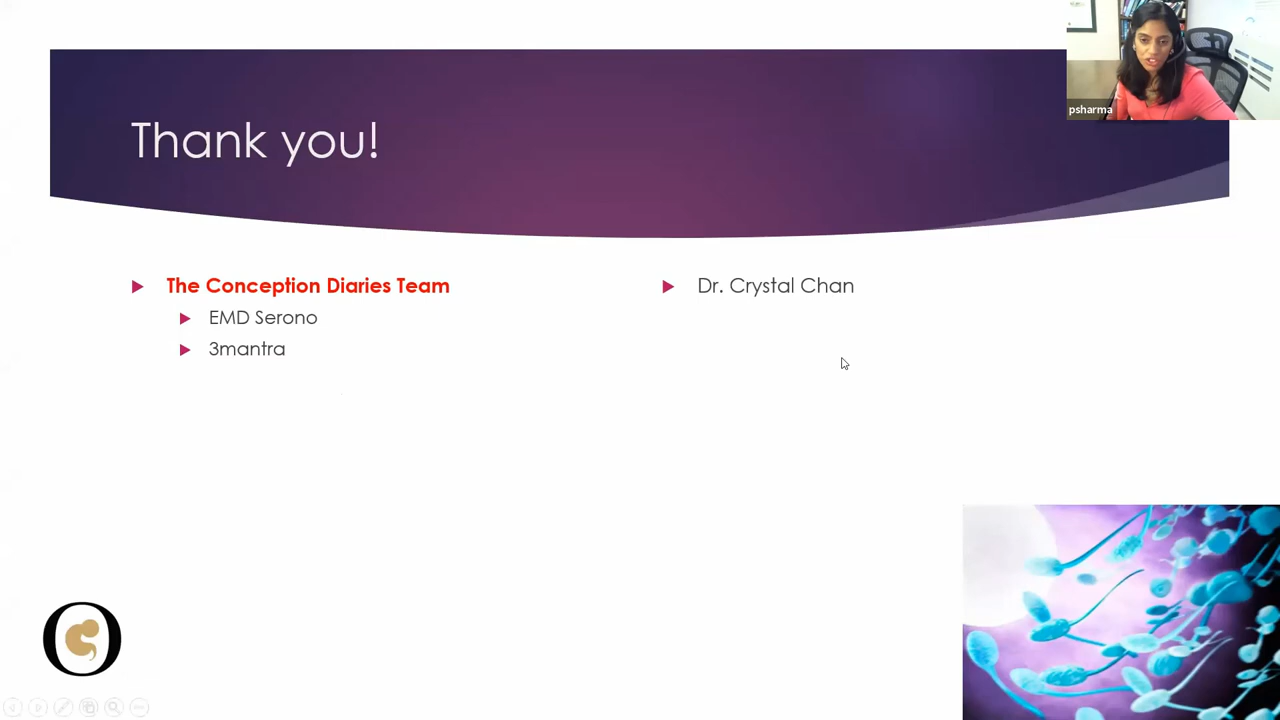 psharma
Thank you!
The Conception Diaries Team
EMD Serono
3mantra
Dr. Crystal Chan